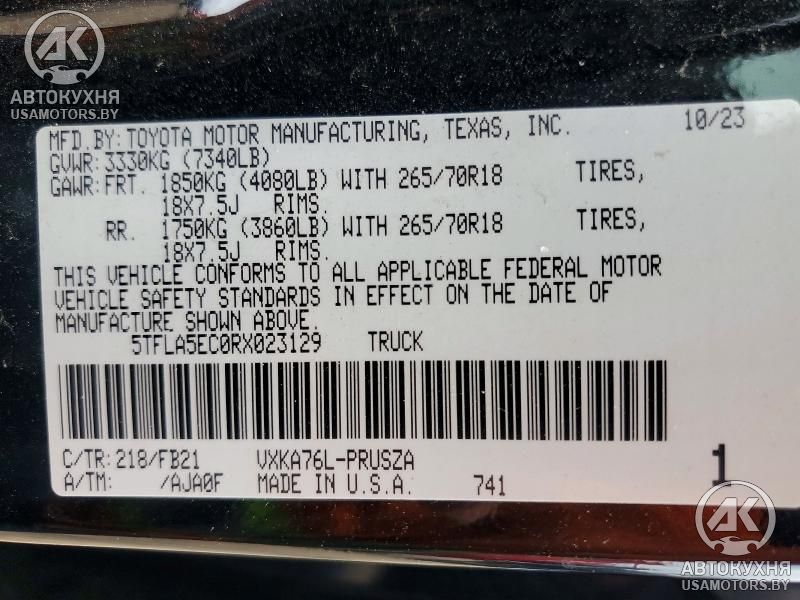 AK
АВТОКУХНЯ
USAMOTORS.BY
MFD.BY:TOYOTA MOTOR MANUFACTURING, TEXAS, INC. 10/23
GVWR: 3330KG (7340LB)
GAWR: FRT. 1850KG (4080LB) WITH 265/70R18 TIRES,
18X7.5J RIMS.
RR. 1750KG (3860LB) WITH 265/70R18 TIRES,
18X7.5J RIMS.
THIS VEHICLE CONFORMS TO ALL APPLICABLE FEDERAL MOTOR
VEHICLE SAFETY STANDARDS IN EFFECT ON THE DATE OF
MANUFACTURE SHOWN ABOVE.
5TFLA5EC0RX023129 TRUCK
C/TR: 218/FB21 VXKA76L-PRUSZA 1
A/TM: /AJA0F MADE IN U.S.A. 741
AK
АВТОКУХНЯ
USAMOTORS.BY